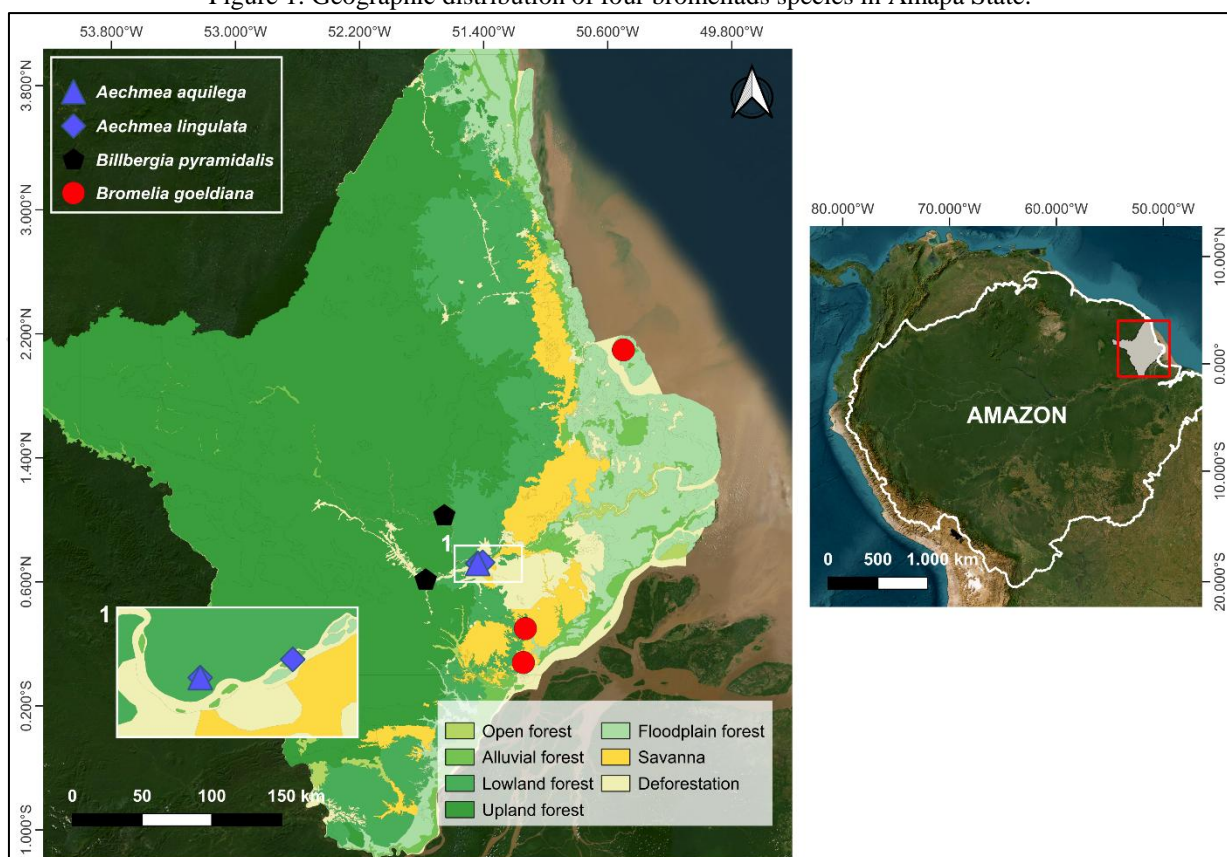 Figure 1. Geographic distribution of four bromeliads species in Amapá State.
53.800°W 53.000°W 52.200°W 51.400°W 50.600°W 49.800°W
3.800°N
3.000°N
2.200°N
1.400°N
0.600°N
0.200°S
1.000°S
Aechmea aquilega
Aechmea lingulata
Billbergia pyramidalis
Bromelia goeldiana
1
1
Open forest
Alluvial forest
Lowland forest
Upland forest
Floodplain forest
Savanna
Deforestation
0 50 100 150 km
80.000°W 70.000°W 60.000°W 50.000°W
10.000°N
0.000°
10.000°S
20.000°S
AMAZON
0 500 1.000 km